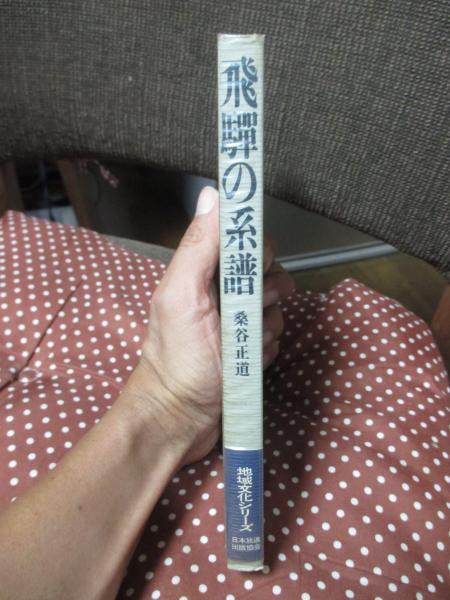 飛驒の系譜
桑谷正道
地域文化シリーズ
日本放送
出版協会